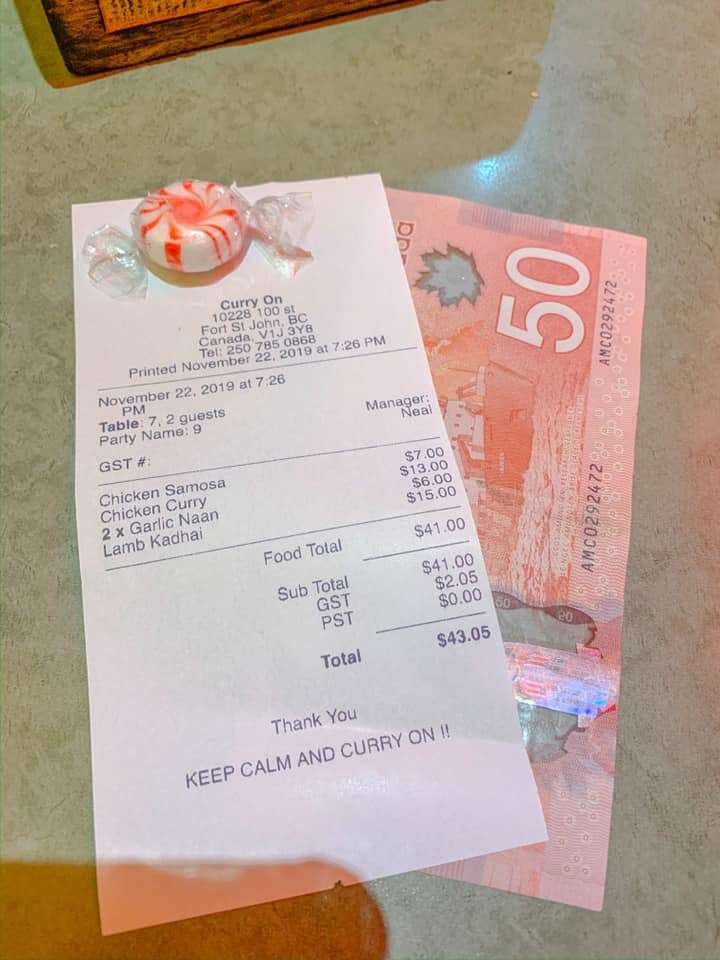 Curry On
10228 100 st
Fort St John, BC
Canada, V1J 3Y8
Tel: 250 785 0868
Printed November 22, 2019 at 7:26 PM
November 22, 2019 at 7:26
PM
Table: 7, 2 guests
Party Name: 9
Manager:
Neal
GST #:
Chicken Samosa $7.00
Chicken Curry $13.00
2 x Garlic Naan $6.00
Lamb Kadhai $15.00
Food Total $41.00
Sub Total $41.00
GST $2.05
PST $0.00
Total $43.05
Thank You
KEEP CALM AND CURRY ON !!
50
AMC0292472
AMC0292472